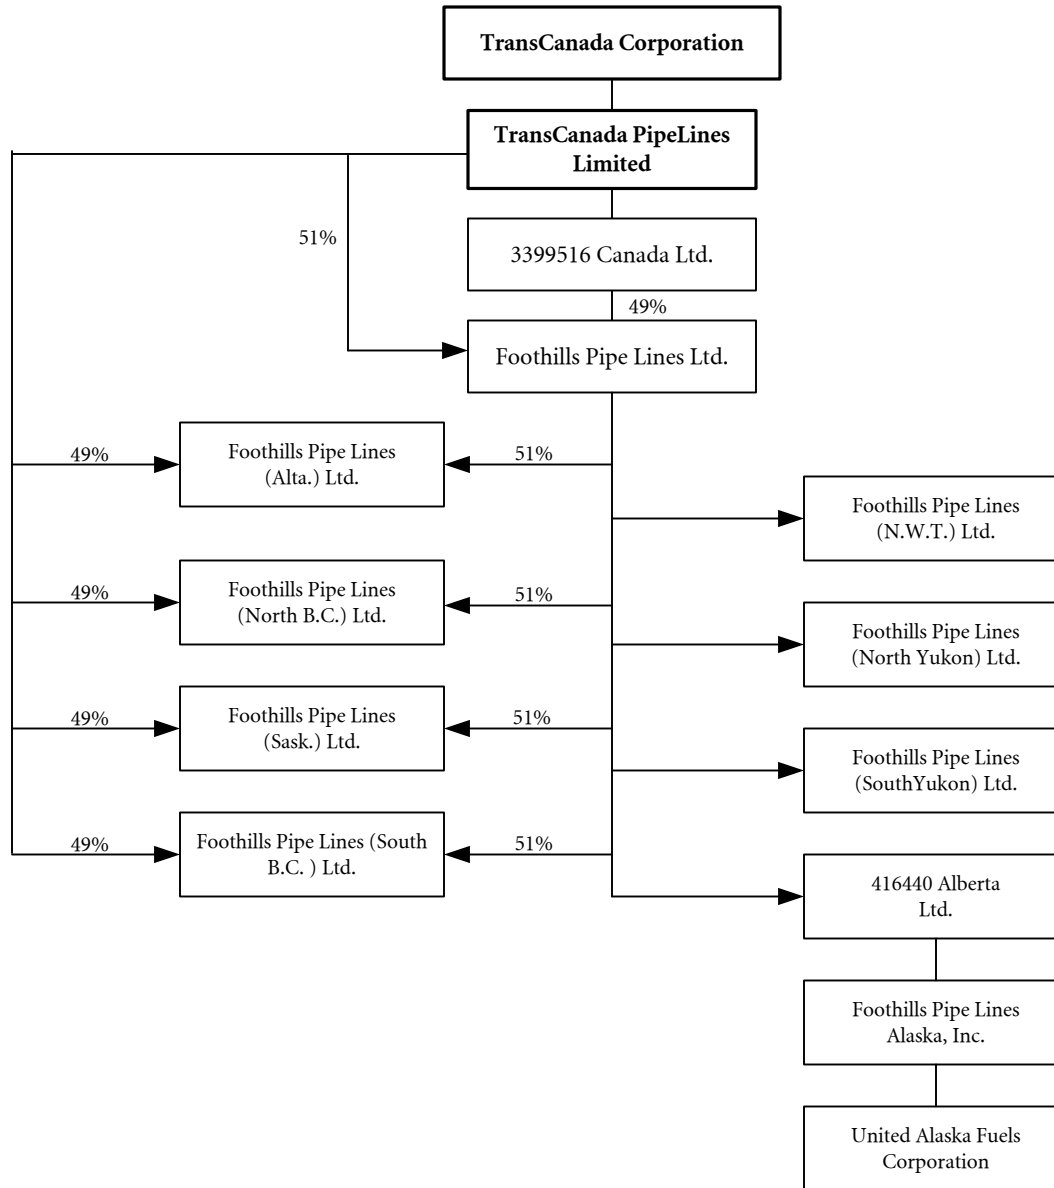 TransCanada Corporation
TransCanada PipeLines
Limited
51%
3399516 Canada Ltd.
49%
Foothills Pipe Lines Ltd.
49%
Foothills Pipe Lines
(Alta.) Ltd.
51%
Foothills Pipe Lines
(N.W.T.) Ltd.
49%
Foothills Pipe Lines
(North B.C.) Ltd.
51%
Foothills Pipe Lines
(North Yukon) Ltd.
49%
Foothills Pipe Lines
(Sask.) Ltd.
51%
Foothills Pipe Lines
(SouthYukon) Ltd.
49%
Foothills Pipe Lines (South
B.C. ) Ltd.
51%
416440 Alberta
Ltd.
Foothills Pipe Lines
Alaska, Inc.
United Alaska Fuels
Corporation